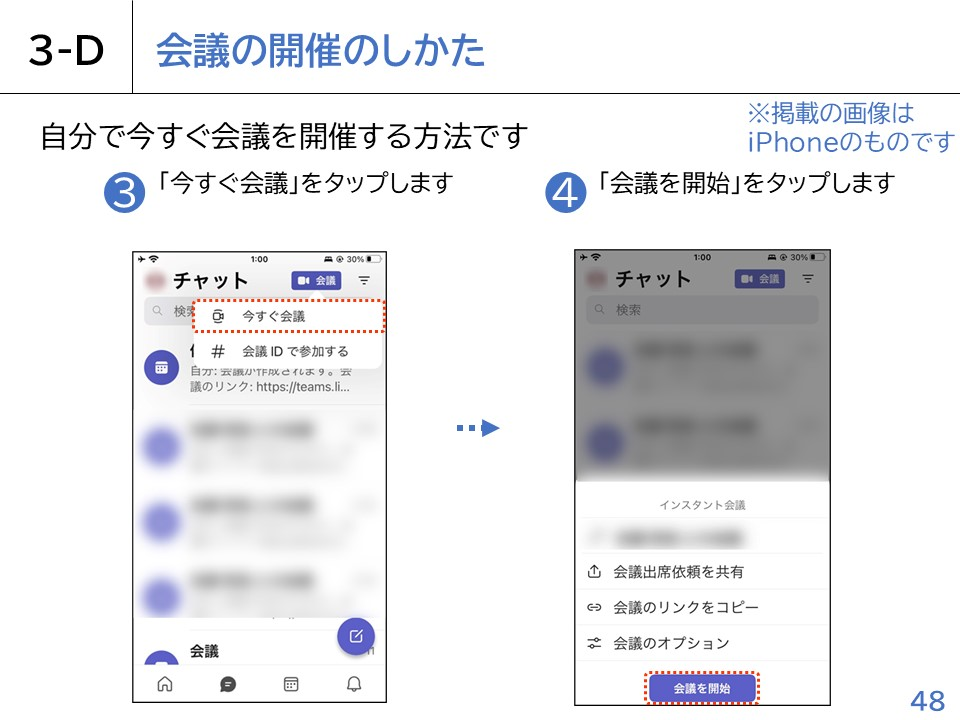 3-D
会議の開催のしかた
自分で今すぐ会議を開催する方法です
※掲載の画像は
iPhoneのものです
3 「今すぐ会議」をタップします
1:00
30%
チャット
会議
検索
今すぐ会議
# 会議 ID で参加する
自分: 会議が作成されます。会
議のリンク: https://teams.li...
会議
4 「会議を開始」をタップします
1:00
30%
チャット
会議
検索
インスタント会議
会議出席依頼を共有
会議のリンクをコピー
会議のオプション
会議を開始
48